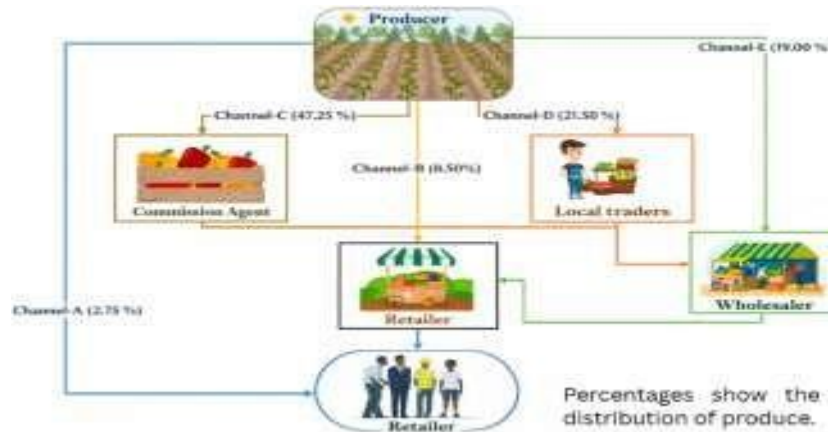 Producer
Channel-E (19.00 %
Channel-C (47.25 %)
Channel-D (21.50 %)
Channel-B (8.50%)
Commission Agent
Local traders
Retailer
Wholesaler
Channel-A (2.75 %)
Retailer
Percentages show the
distribution of produce.